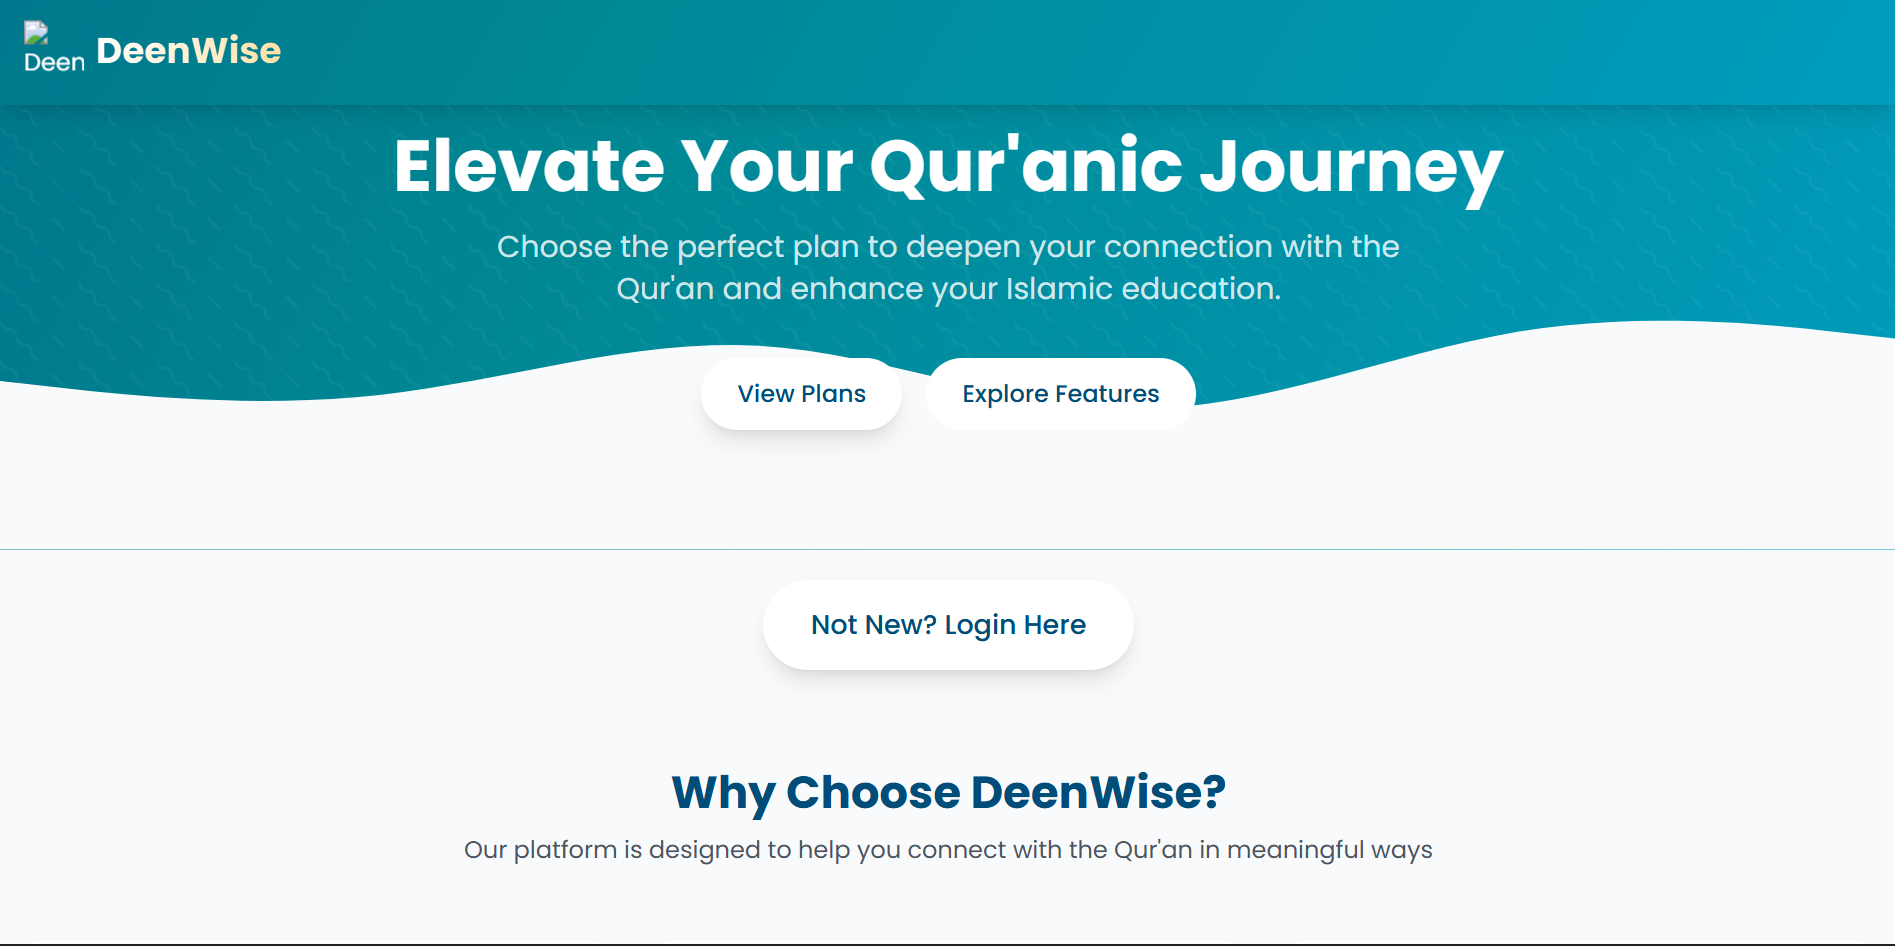 Deen
DeenWise
Elevate Your Qur'anic Journey
Choose the perfect plan to deepen your connection with the
Qur'an and enhance your Islamic education.
View Plans
Explore Features
Not New? Login Here
Why Choose DeenWise?
Our platform is designed to help you connect with the Qur'an in meaningful ways